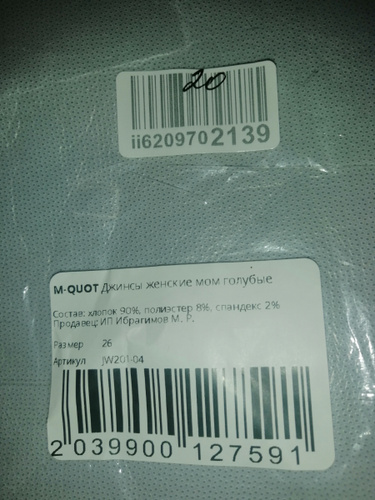 20
ii6209702139
M-QUOT Джинсы женские мом голубые
Состав: хлопок 90%, полиэстер 8%, спандекс 2%
Продавец: ИП Ибрагимов М. Р.
Размер 26
Артикул JW201-04
2 039900 127591